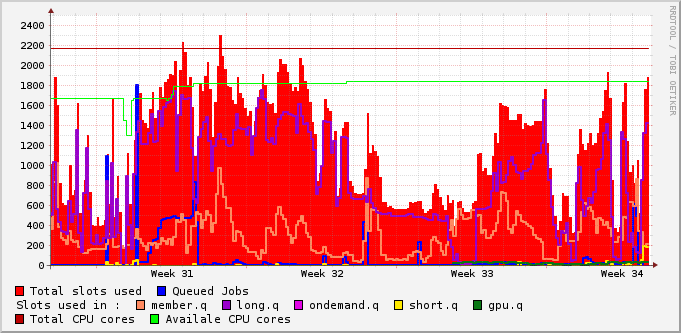 RRDTOOL / TOBI OETIKER
2400
2200
2000
1800
1600
1400
1200
1000
800
600
400
200
0
Week 31 Week 32 Week 33 Week 34
Total slots used Queued Jobs
Slots used in : member.q long.q ondemand.q short.q gpu.q
Total CPU cores Availale CPU cores